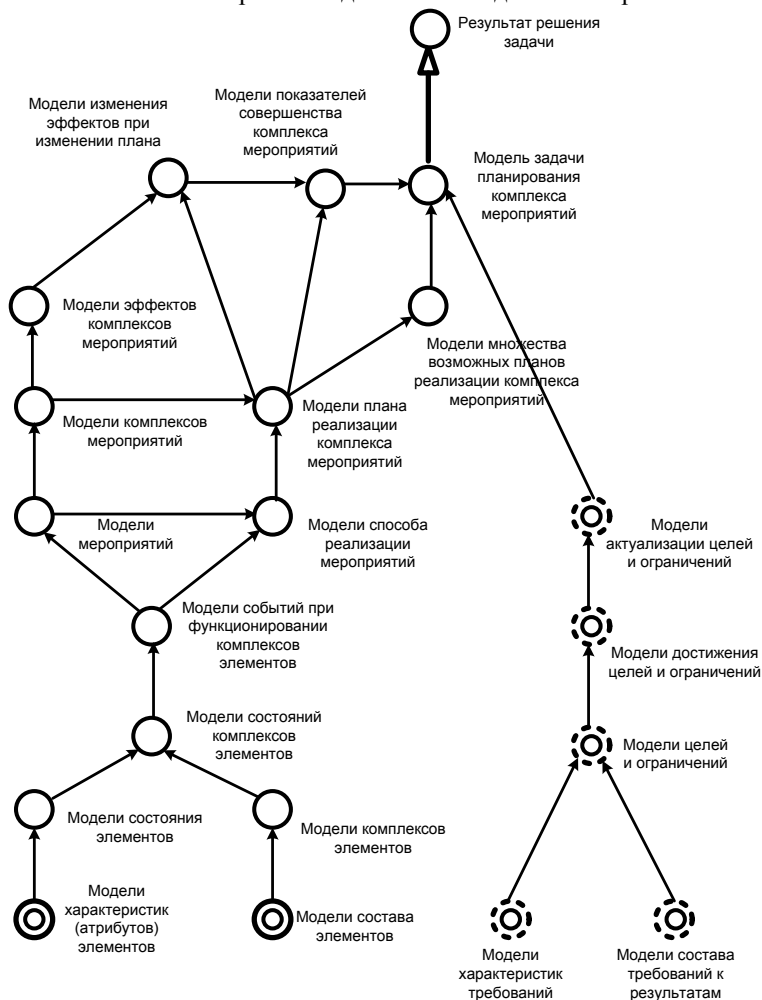 Результат решения
задачи
Модели изменения
эффектов при
изменении плана
Модели показателей
совершенства
комплекса
мероприятий
Модель задачи
планирования
комплекса
мероприятий
Модели эффектов
комплексов
мероприятий
Модели множества
возможных планов
реализации комплекса
мероприятий
Модели комплексов
мероприятий
Модели плана
реализации
комплекса
мероприятий
Модели
мероприятий
Модели способа
реализации
мероприятий
Модели
актуализации целей
и ограничений
Модели событий при
функционировании
комплексов
элементов
Модели достижения
целей и ограничений
Модели состояний
комплексов
элементов
Модели целей
и ограничений
Модели состояния
элементов
Модели комплексов
элементов
Модели
характеристик
(атрибутов)
элементов
Модели состава
элементов
Модели
характеристик
требований
Модели состава
требований к
результатам